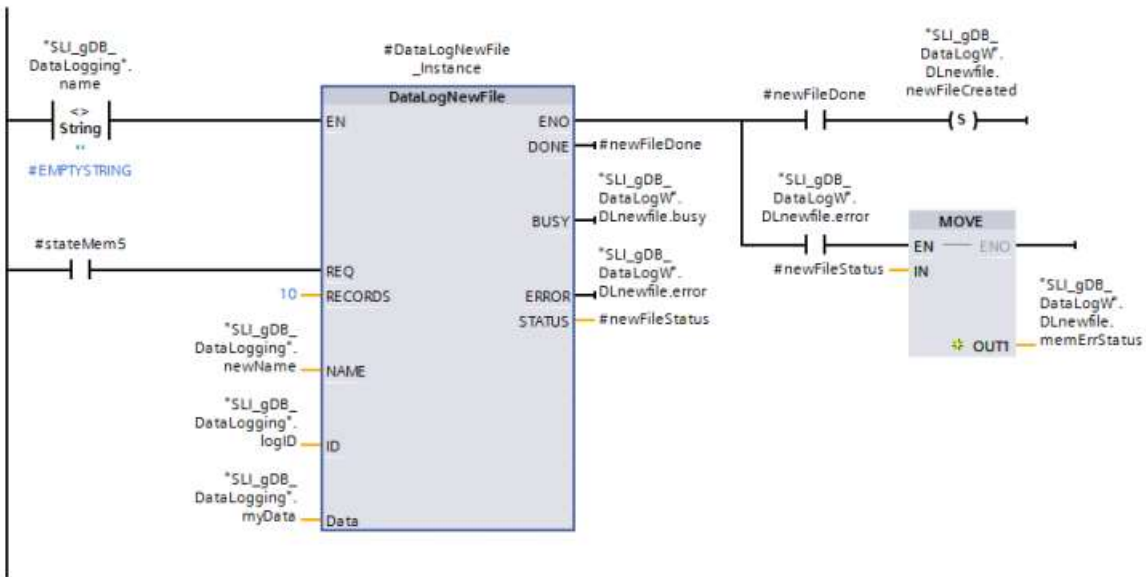 "SLI_gDB_
DataLogging".
name
<>
String
''
#EMPTYSTRING
#DataLogNewFile
_Instance
DataLogNewFile
EN
ENO
DONE
#newFileDone
"SLI_gDB_
DataLogW".
DLnewfile.busy
BUSY
#stateMem5
REQ
10
RECORDS
"SLI_gDB_
DataLogW".
DLnewfile.error
ERROR
STATUS
#newFileStatus
"SLI_gDB_
DataLogging".
newName
NAME
"SLI_gDB_
DataLogging".
logID
ID
"SLI_gDB_
DataLogging".
myData
Data
#newFileDone
"SLI_gDB_
DataLogW".
DLnewfile.
newFileCreated
S
"SLI_gDB_
DataLogW".
DLnewfile.error
MOVE
EN
ENO
#newFileStatus
IN
OUT1
"SLI_gDB_
DataLogW".
DLnewfile.
memErrStatus